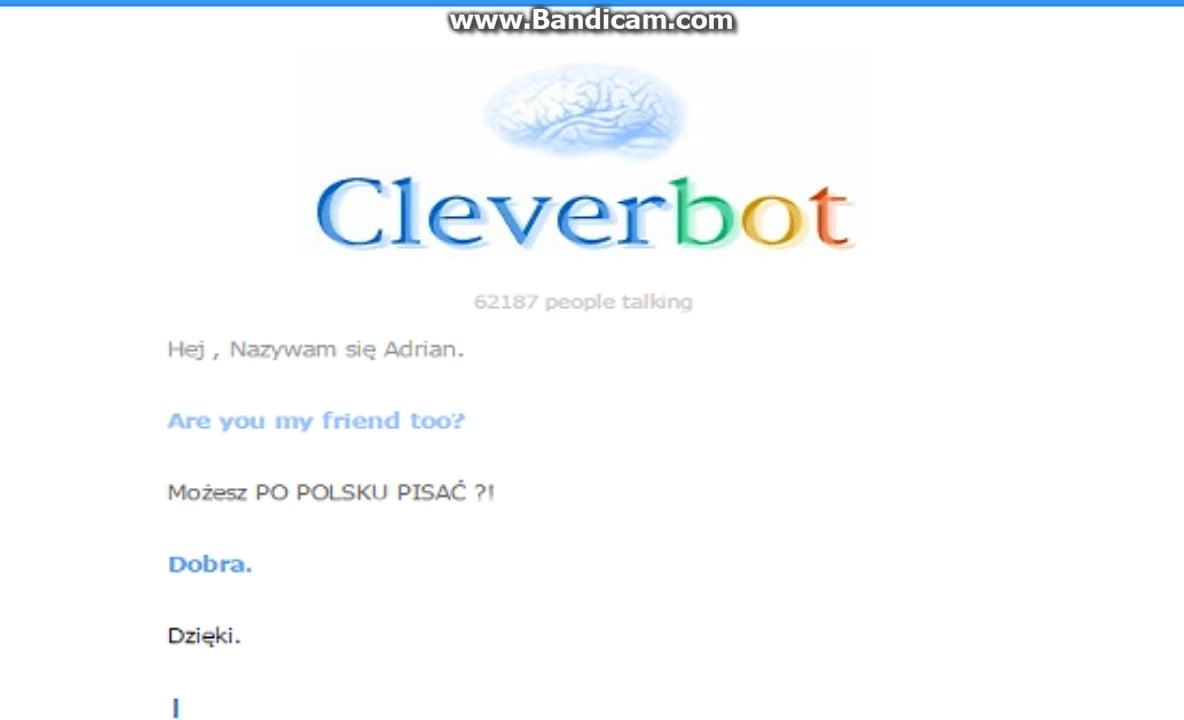 www.Bandicam.com
Cleverbot
62187 people talking
Hej , Nazywam się Adrian.
Are you my friend too?
Możesz PO POLSKU PISAĆ ?!
Dobra.
Dzięki.